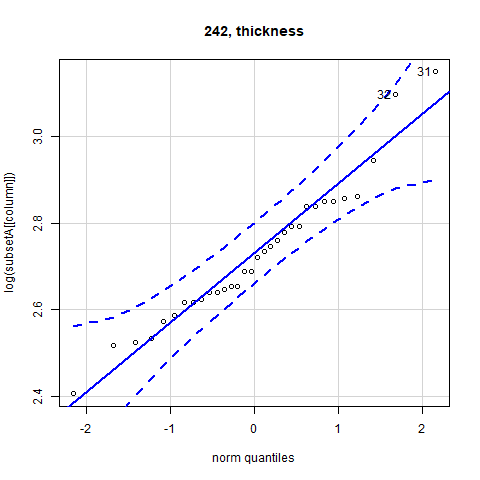 242, thickness
31
32
3.0
2.8
2.6
2.4
log(subsetA[[column]])
-2 -1 0 1 2
norm quantiles